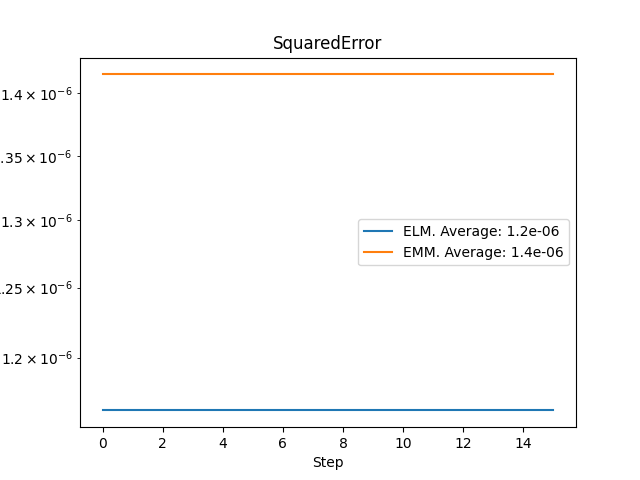 SquaredError
1.4 × 10⁻⁶
.35 × 10⁻⁶
1.3 × 10⁻⁶
.25 × 10⁻⁶
1.2 × 10⁻⁶
ELM. Average: 1.2e-06
EMM. Average: 1.4e-06
0 2 4 6 8 10 12 14
Step